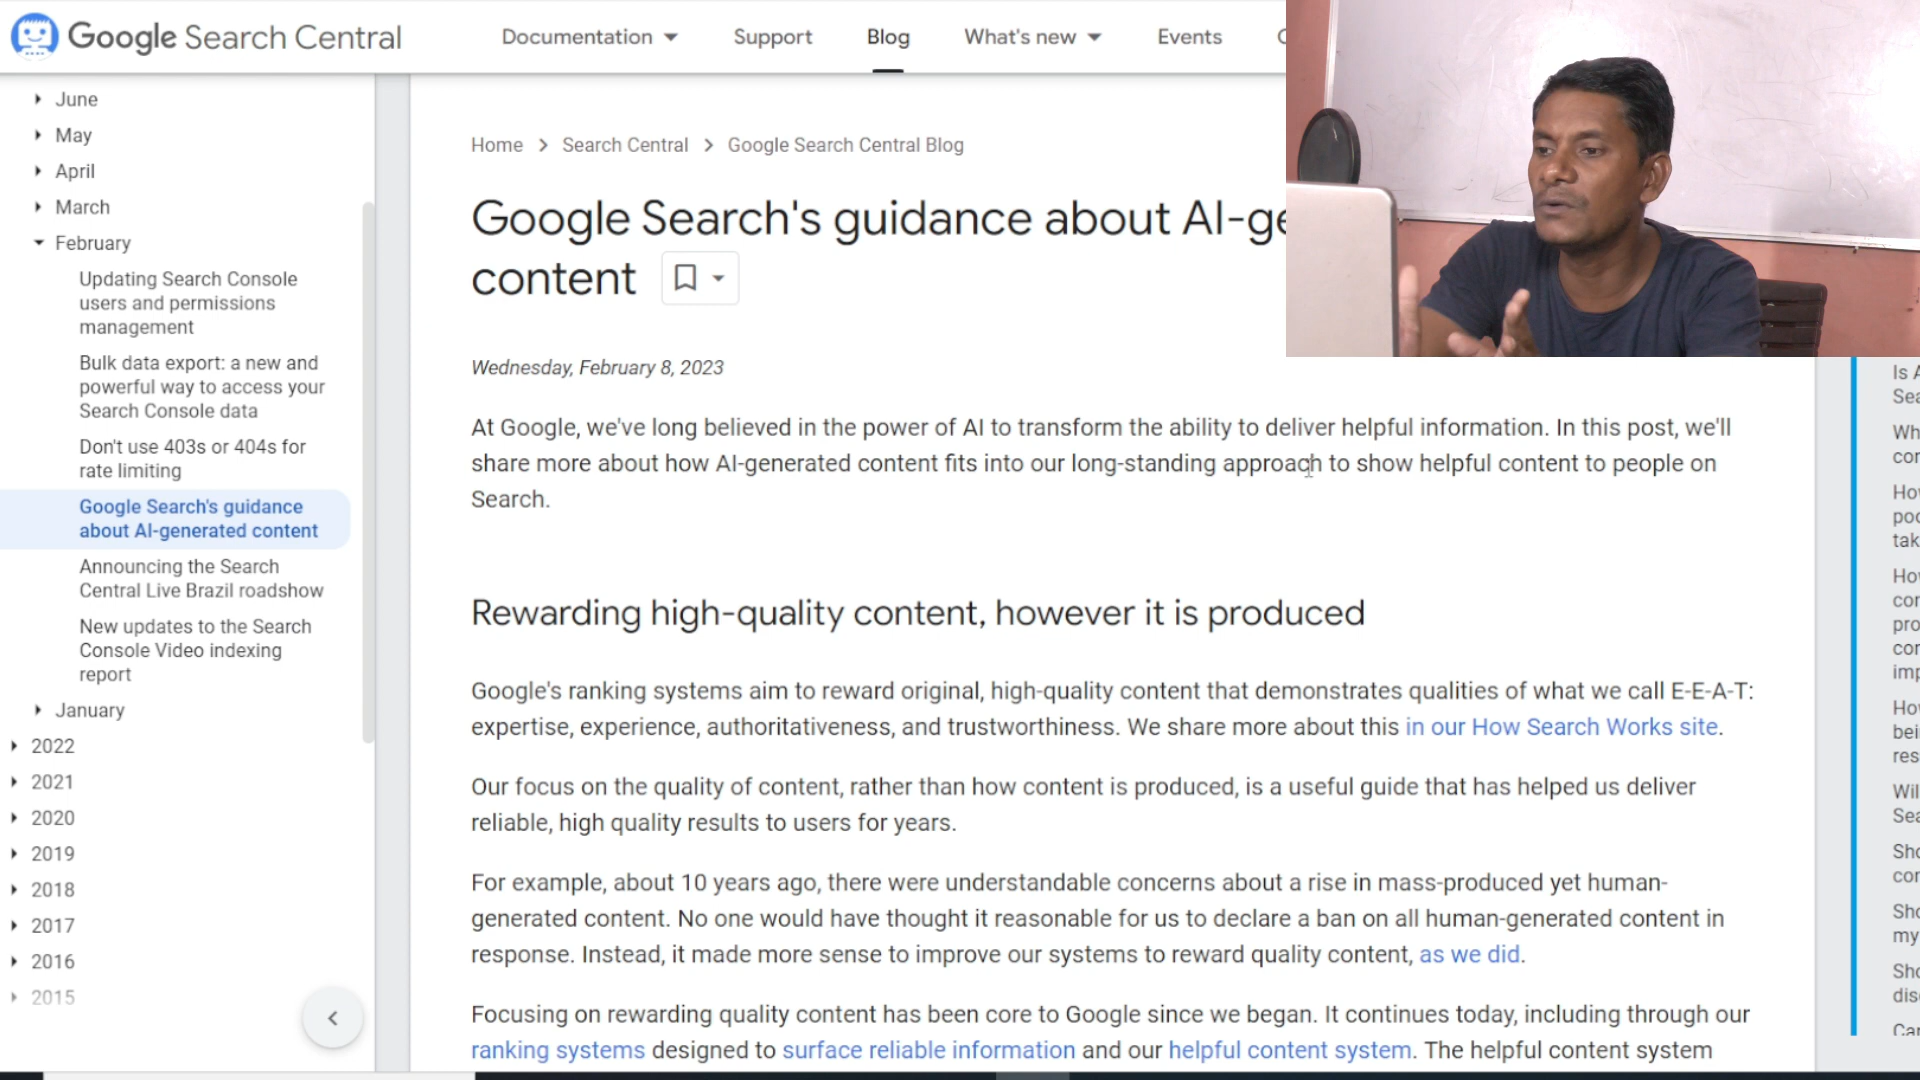 Google Search Central
Documentation
Support
Blog
What's new
Events
June
May
April
March
February
Updating Search Console
users and permissions
management
Bulk data export: a new and
powerful way to access your
Search Console data
Don't use 403s or 404s for
rate limiting
Google Search's guidance
about AI-generated content
Announcing the Search
Central Live Brazil roadshow
New updates to the Search
Console Video indexing
report
January
2022
2021
2020
2019
2018
2017
2016
2015
Home
Search Central
Google Search Central Blog
Google Search's guidance about AI-ge
content
Wednesday, February 8, 2023
At Google, we've long believed in the power of AI to transform the ability to deliver helpful information. In this post, we'll
share more about how AI-generated content fits into our long-standing approach to show helpful content to people on
Search.
Rewarding high-quality content, however it is produced
Google's ranking systems aim to reward original, high-quality content that demonstrates qualities of what we call E-E-A-T:
expertise, experience, authoritativeness, and trustworthiness. We share more about this in our How Search Works site.
Our focus on the quality of content, rather than how content is produced, is a useful guide that has helped us deliver
reliable, high quality results to users for years.
For example, about 10 years ago, there were understandable concerns about a rise in mass-produced yet human-
generated content. No one would have thought it reasonable for us to declare a ban on all human-generated content in
response. Instead, it made more sense to improve our systems to reward quality content, as we did.
Focusing on rewarding quality content has been core to Google since we began. It continues today, including through our
ranking systems designed to surface reliable information and our helpful content system. The helpful content system
Is